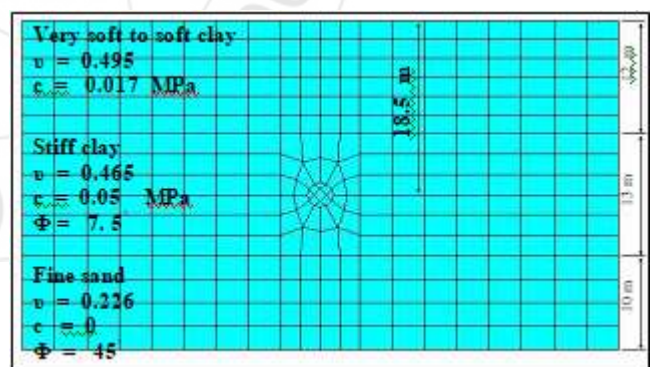 Very soft to soft clay
υ = 0.495
c = 0.017 MPa
18.5 m
12 m
Stiff clay
υ = 0.465
c = 0.05 MPa
Φ = 7.5
13 m
Fine sand
υ = 0.226
c = 0
Φ = 45
10 m